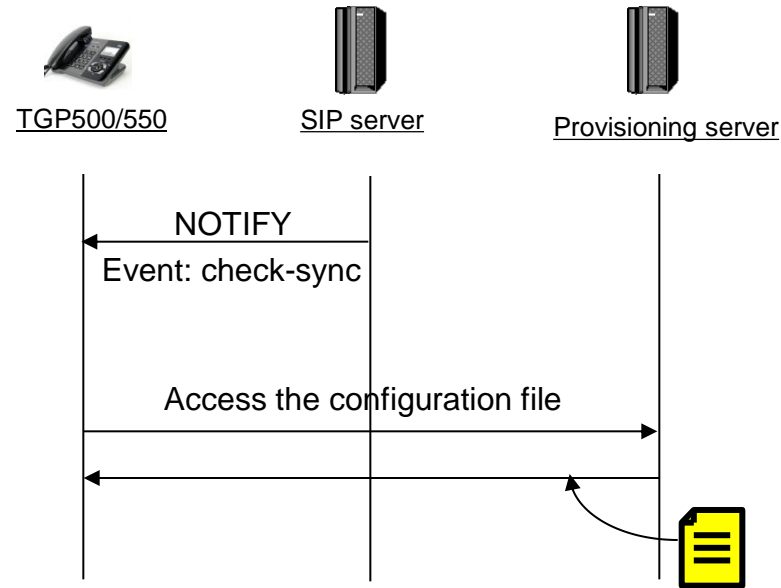 TGP500/550
SIP server
Provisioning server
NOTIFY
Event: check-sync
Access the configuration file